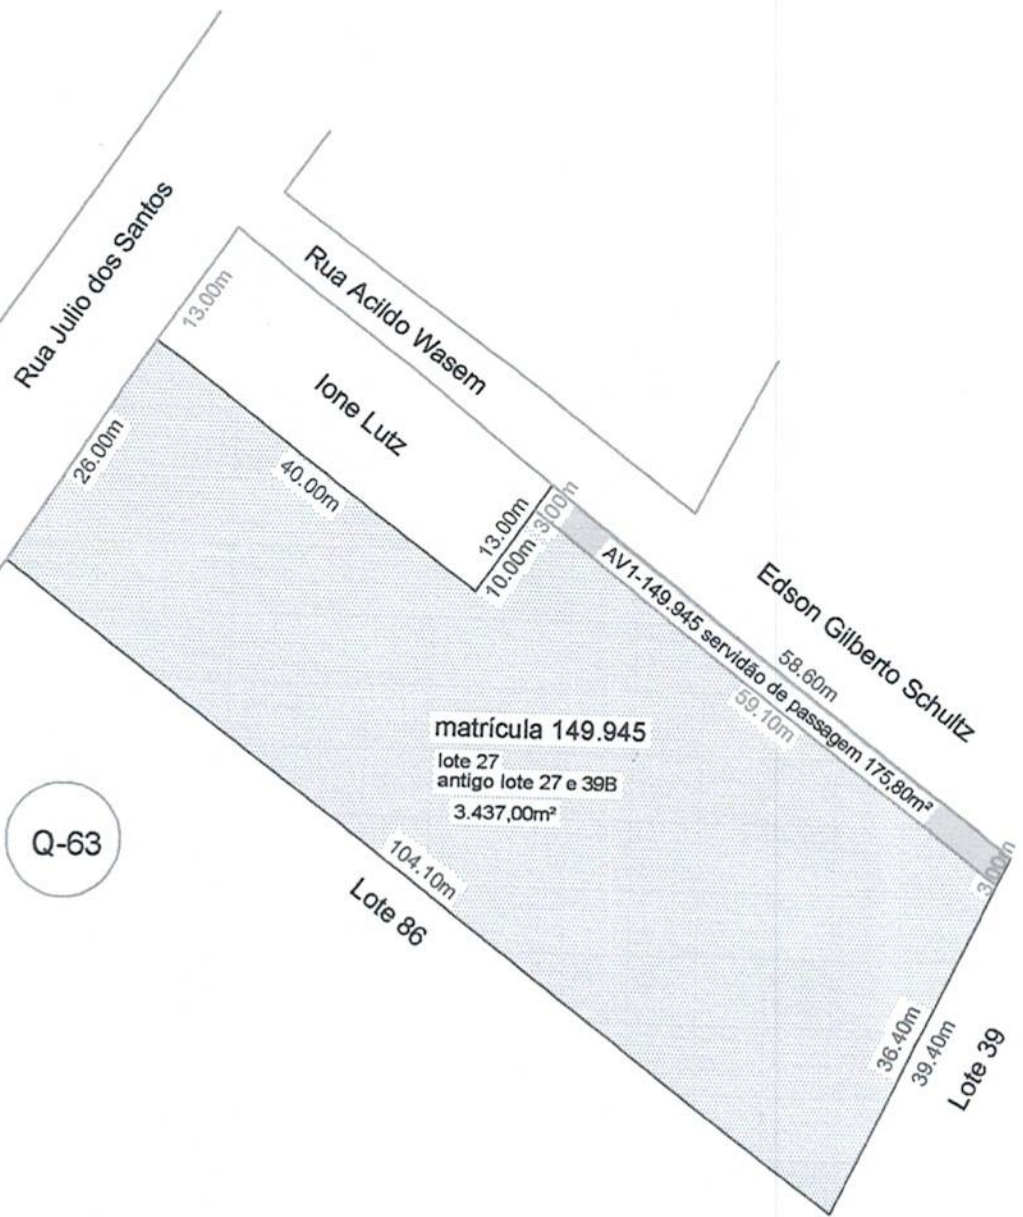 Rua Julio dos Santos
13.00m
Rua Acildo Wasem
Ione Lutz
26.00m
40.00m
13.00m
3.00m
10.00m
AV1-149.945 servidão de passagem 175,80m²
Edson Gilberto Schultz
58.60m
59.10m
matrícula 149.945
lote 27
antigo lote 27 e 39B
3.437,00m²
Q-63
104.10m
Lote 86
3.00m
36.40m
39.40m
Lote 39